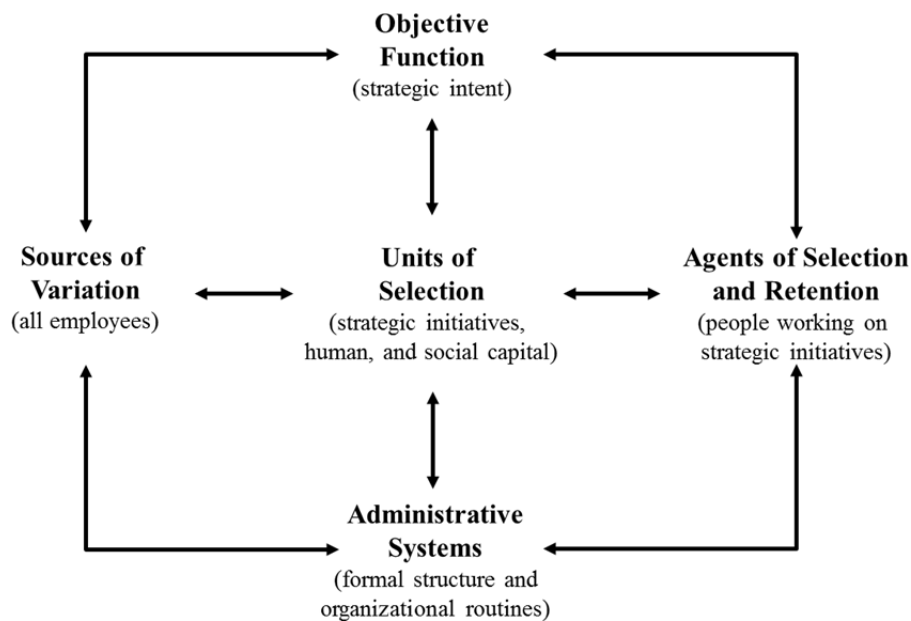 Objective
Function
(strategic intent)
Sources of
Variation
(all employees)
Units of
Selection
(strategic initiatives,
human, and social capital)
Agents of Selection
and Retention
(people working on
strategic initiatives)
Administrative
Systems
(formal structure and
organizational routines)